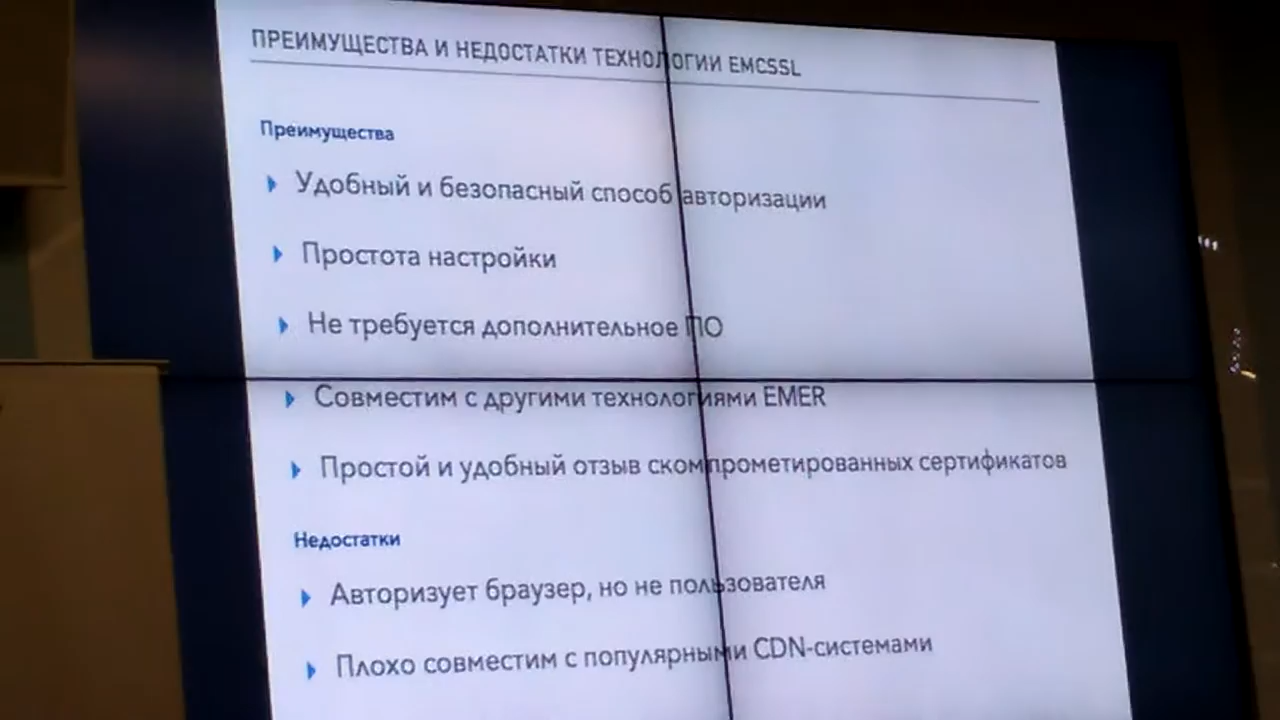 ПРЕИМУЩЕСТВА И НЕДОСТАТКИ ТЕХНОЛОГИИ EMCSSL
Преимущества
Удобный и безопасный способ авторизации
Простота настройки
Не требуется дополнительное ПО
Совместим с другими технологиями EMER
Простой и удобный отзыв скомпрометированных сертификатов
Недостатки
Авторизует браузер, но не пользователя
Плохо совместим с популярными CDN-системами